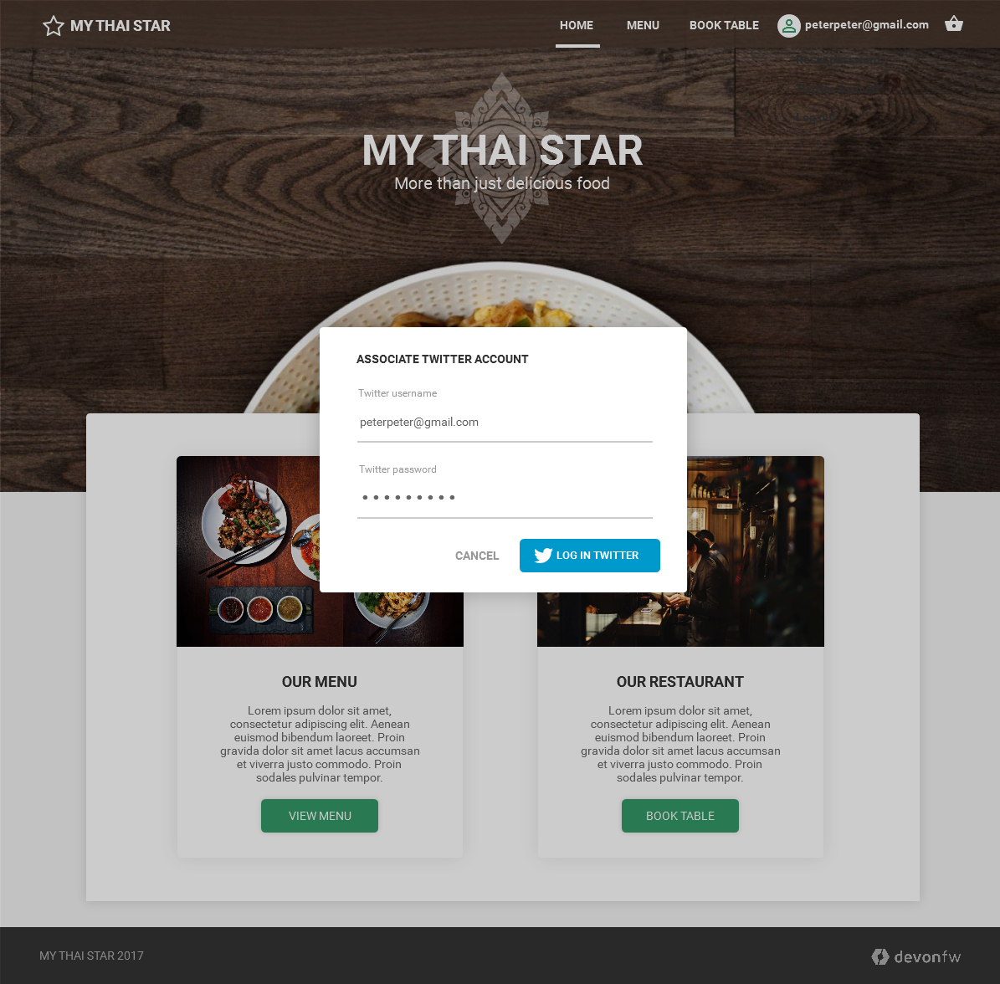 MY THAI STAR
HOME
MENU
BOOK TABLE
peterpeter@gmail.com
MY THAI STAR
More than just delicious food
ASSOCIATE TWITTER ACCOUNT
Twitter username
peterpeter@gmail.com
Twitter password
CANCEL
LOG IN TWITTER
OUR MENU
Lorem ipsum dolor sit amet,
consectetur adipiscing elit. Aenean
euismod bibendum laoreet. Proin
gravida dolor sit amet lacus accumsan
et viverra justo commodo. Proin
sodales pulvinar tempor.
VIEW MENU
OUR RESTAURANT
Lorem ipsum dolor sit amet,
consectetur adipiscing elit. Aenean
euismod bibendum laoreet. Proin
gravida dolor sit amet lacus accumsan
et viverra justo commodo. Proin
sodales pulvinar tempor.
BOOK TABLE
MY THAI STAR 2017
devonfw